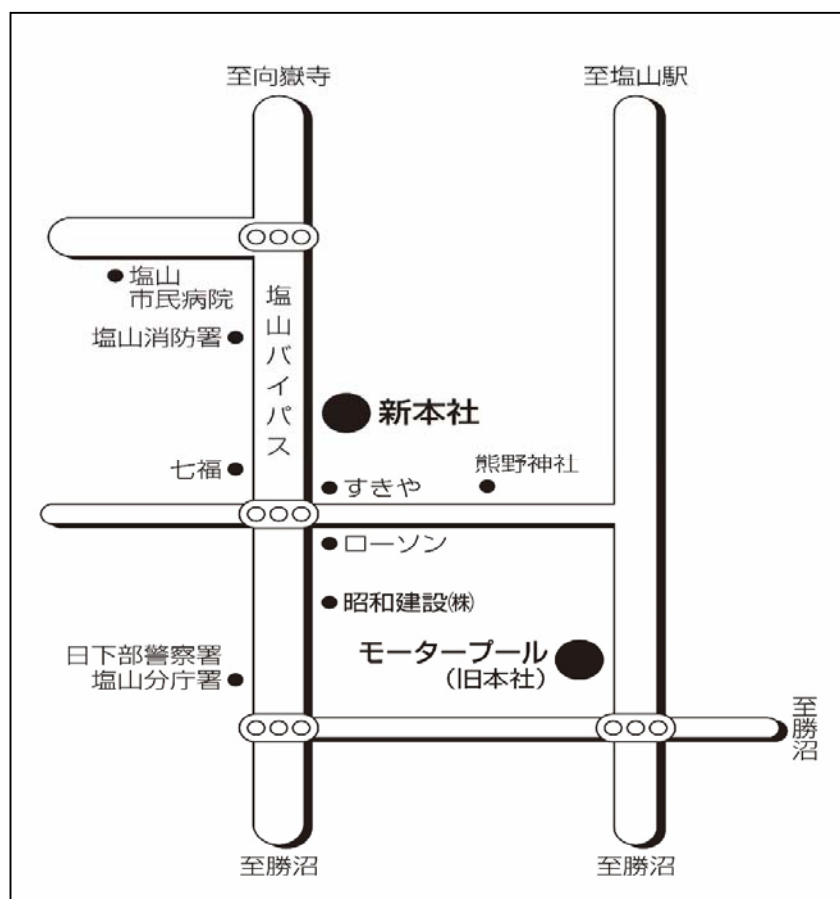 至向嶽寺
至塩山駅
塩山
市民病院
塩山消防署
塩山バイパス
新本社
七福
すきや
熊野神社
ローソン
昭和建設㈱
日下部警察署
塩山分庁署
モータープール
(旧本社)
至勝沼
至勝沼
至勝沼